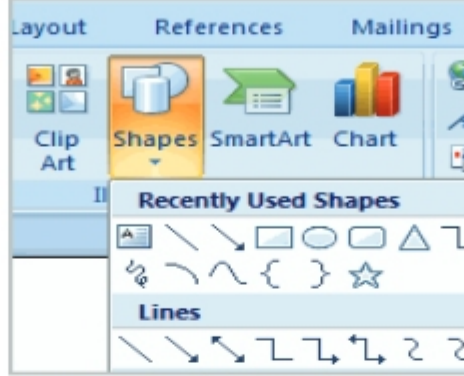 Layout References Mailings
Clip Art Shapes SmartArt Chart
Recently Used Shapes
Lines